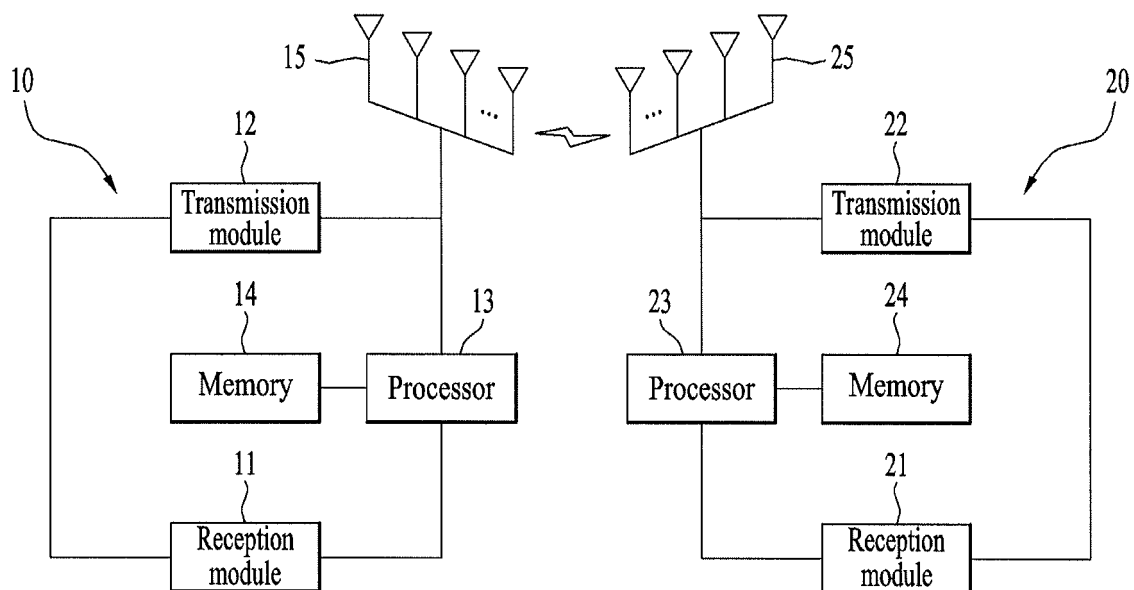 15
25
10
20
12
22
Transmission
module
Transmission
module
14
13
23
24
Memory
Processor
Processor
Memory
11
21
Reception
module
Reception
module